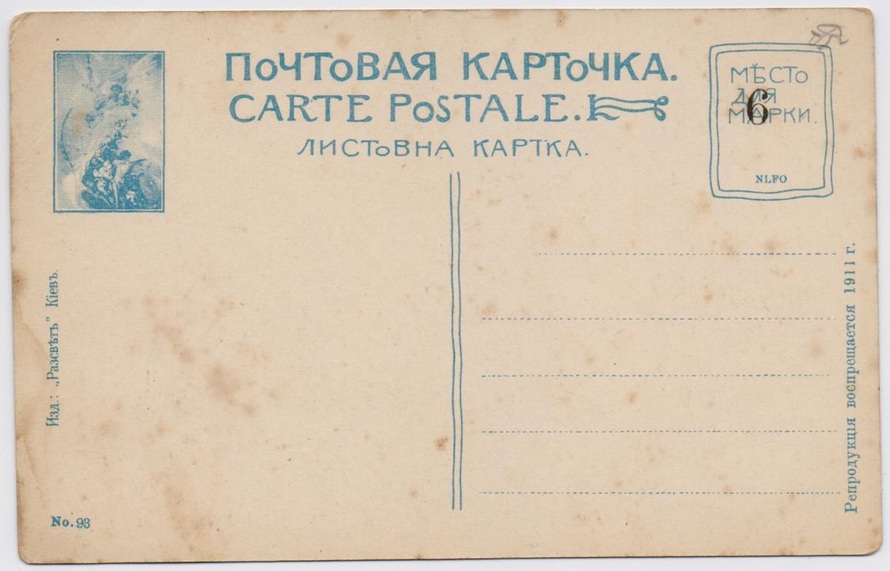 ПОЧТОВАЯ КАРТОЧКА.
CARTE POSTALE.
ЛИСТОВНА КАРТКА.
МѢСТО
ДЛЯ
МАРКИ.
6
NLFO
Изд.: „Разсвѣтъ" Кіевъ.
No. 93
Репродукція воспрещается 1911 г.